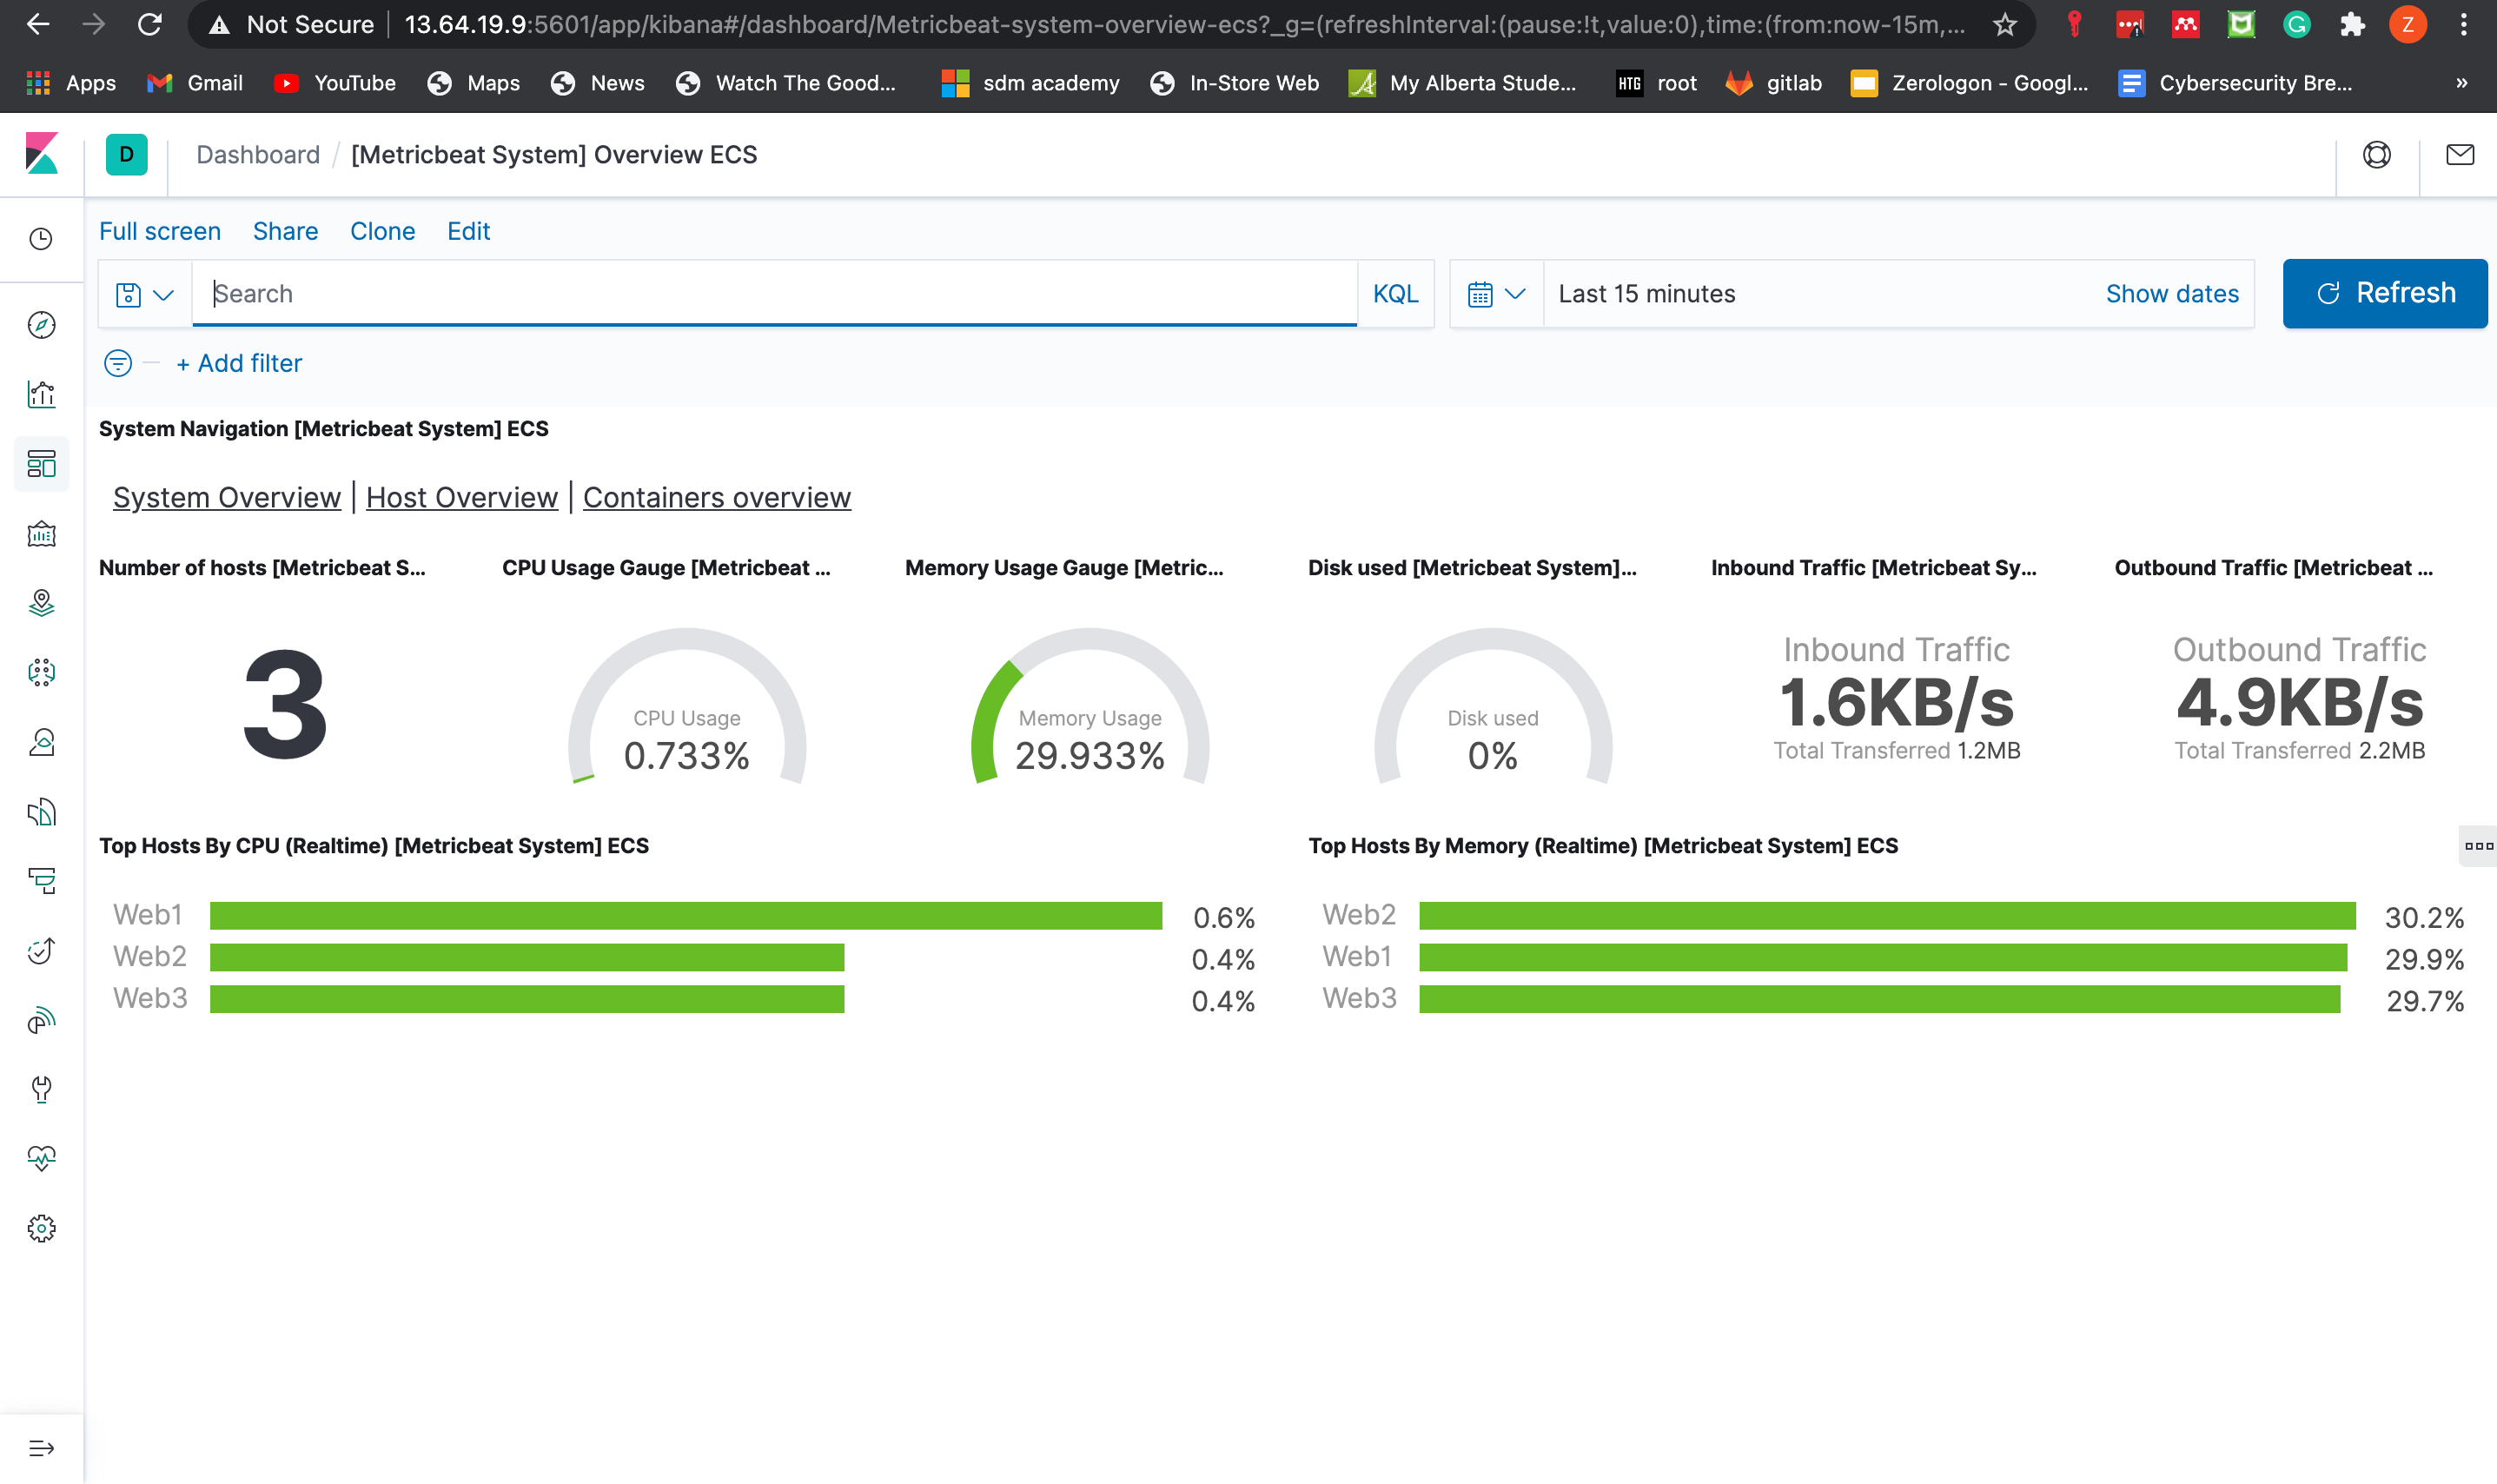 Not Secure 13.64.19.9:5601/app/kibana#/dashboard/Metricbeat-system-overview-ecs?_g=(refreshInterval:(pause:!t,value:0),time:(from:now-15m,... Z
Apps Gmail YouTube Maps News Watch The Good... sdm academy In-Store Web My Alberta Stude... HTG root gitlab Zerologon - Googl... Cybersecurity Bre... »
D Dashboard / [Metricbeat System] Overview ECS
Full screen Share Clone Edit
Search KQL Last 15 minutes Show dates Refresh
+ Add filter
System Navigation [Metricbeat System] ECS
System Overview | Host Overview | Containers overview
Number of hosts [Metricbeat S... CPU Usage Gauge [Metricbeat ... Memory Usage Gauge [Metric... Disk used [Metricbeat System]... Inbound Traffic [Metricbeat Sy... Outbound Traffic [Metricbeat ...
3
CPU Usage
0.733%
Memory Usage
29.933%
Disk used
0%
Inbound Traffic
1.6KB/s
Total Transferred 1.2MB
Outbound Traffic
4.9KB/s
Total Transferred 2.2MB
Top Hosts By CPU (Realtime) [Metricbeat System] ECS
Web1 0.6%
Web2 0.4%
Web3 0.4%
Top Hosts By Memory (Realtime) [Metricbeat System] ECS
Web2 30.2%
Web1 29.9%
Web3 29.7%